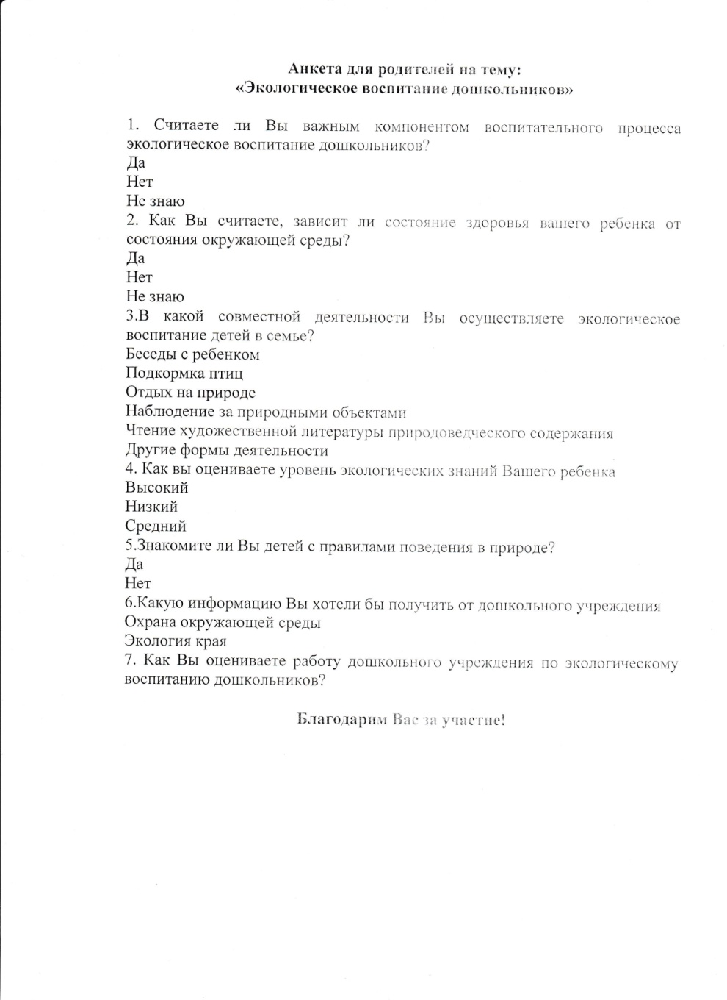 Анкета для родителей на тему:
«Экологическое воспитание дошкольников»
1. Считаете ли Вы важным компонентом воспитательного процесса
экологическое воспитание дошкольников?
Да
Нет
Не знаю
2. Как Вы считаете, зависит ли состояние здоровья вашего ребенка от
состояния окружающей среды?
Да
Нет
Не знаю
3.В какой совместной деятельности Вы осуществляете экологическое
воспитание детей в семье?
Беседы с ребенком
Подкормка птиц
Отдых на природе
Наблюдение за природными объектами
Чтение художественной литературы природоведческого содержания
Другие формы деятельности
4. Как вы оцениваете уровень экологических знаний Вашего ребенка
Высокий
Низкий
Средний
5.Знакомите ли Вы детей с правилами поведения в природе?
Да
Нет
6.Какую информацию Вы хотели бы получить от дошкольного учреждения
Охрана окружающей среды
Экология края
7. Как Вы оцениваете работу дошкольного учреждения по экологическому
воспитанию дошкольников?
Благодарим Вас за участие!